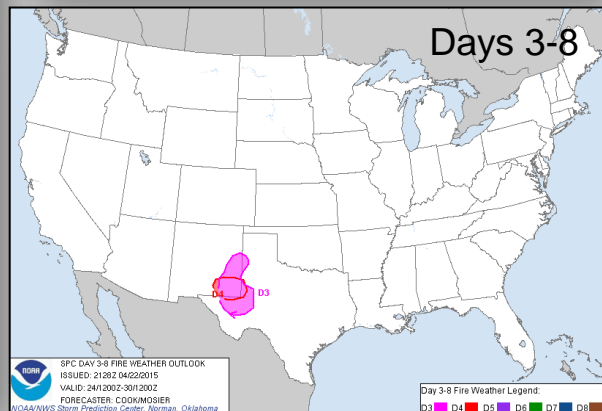 Days 3-8
D4
D3
NOAA
SPC DAY 3-8 FIRE WEATHER OUTLOOK
ISSUED: 2128Z 04/22/2015
VALID: 24/1200Z-30/1200Z
FORECASTER: COOK/MOSIER
NOAA/NWS Storm Prediction Center, Norman, Oklahoma
Day 3-8 Fire Weather Legend:
D3 D4 D5 D6 D7 D8